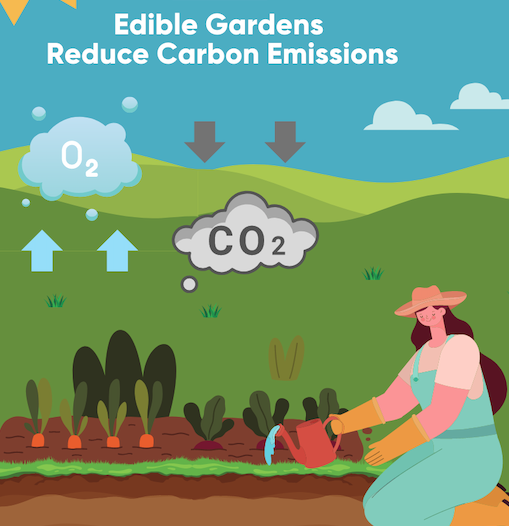 Edible Gardens
Reduce Carbon Emissions
O₂
CO₂